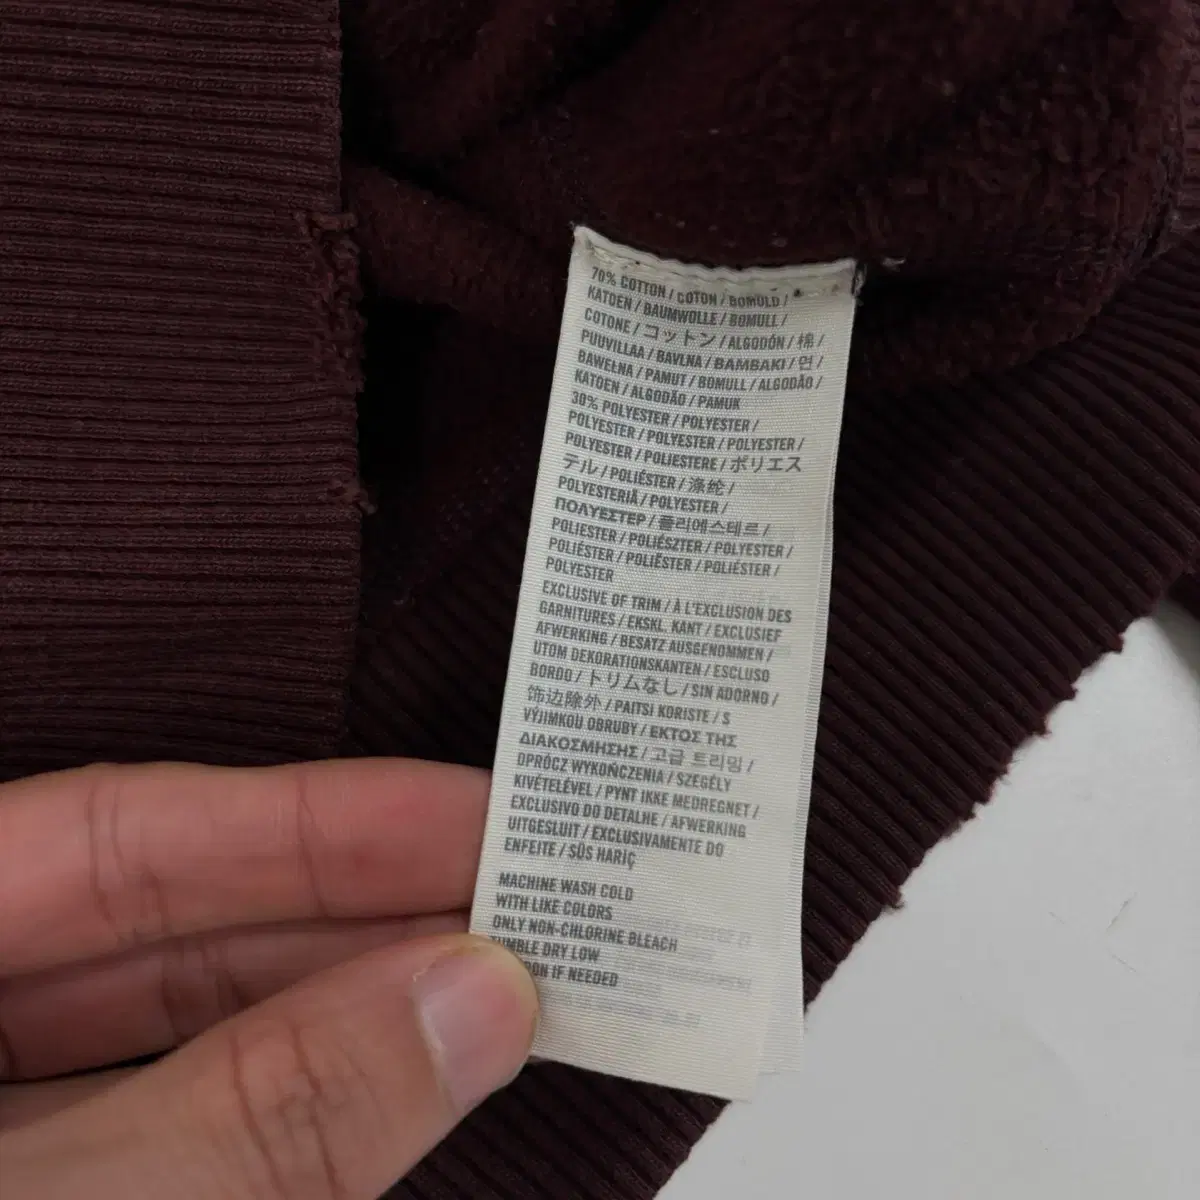 70% COTTON / COTON / BOMULD /
KATOEN / BAUMWOLLE / BOMULL /
COTONE / コットン / ALGODÓN / 棉 /
PUUVILLAA / BAVLNA / BAMBAKI / 면 /
BAWEŁNA / PAMUT / BOMULL / ALGODÃO /
KATOEN / ALGODÃO / PAMUK
30% POLYESTER / POLYESTER /
POLYESTER / POLYESTER / POLYESTER /
POLYESTER / POLIESTERE / ポリエス
テル / POLIÉSTER / 涤纶 /
POLYESTERIÄ / POLYESTER /
ΠΟΛΥΕΣΤΕΡ / 폴리에스테르 /
POLIESTER / POLIÉSZTER / POLYESTER /
POLIÉSTER / POLIËSTER / POLIÉSTER /
POLYESTER
EXCLUSIVE OF TRIM / À L'EXCLUSION DES
GARNITURES / EKSKL. KANT / EXCLUSIEF
AFWERKING / BESATZ AUSGENOMMEN /
UTOM DEKORATIONSKANTEN / ESCLUSO
BORDO / トリムなし / SIN ADORNO /
饰边除外 / PAITSI KORISTE / S
VÝJIMKOU OBRUBY / ΕΚΤΟΣ ΤΗΣ
ΔΙΑΚΟΣΜΗΣΗΣ / 고급 트리밍 /
OPRÓCZ WYKOŃCZENIA / SZEGÉLY
KIVÉTELÉVEL / PYNT IKKE MEDREGNET /
EXCLUSIVO DO DETALHE / AFWERKING
UITGESLUIT / EXCLUSIVAMENTE DO
ENFEITE / SÜS HARİÇ
MACHINE WASH COLD
WITH LIKE COLORS
ONLY NON-CHLORINE BLEACH
TUMBLE DRY LOW
IF NEEDED